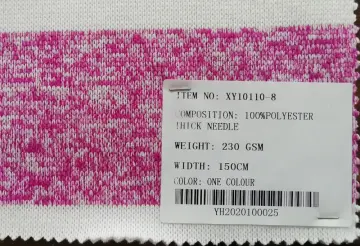 ITEM NO: XY10110-8
COMPOSITION: 100%POLYESTER
THICK NEEDLE
WEIGHT: 230 GSM
WIDTH: 150CM
COLOR: ONE COLOUR
YH2020100025